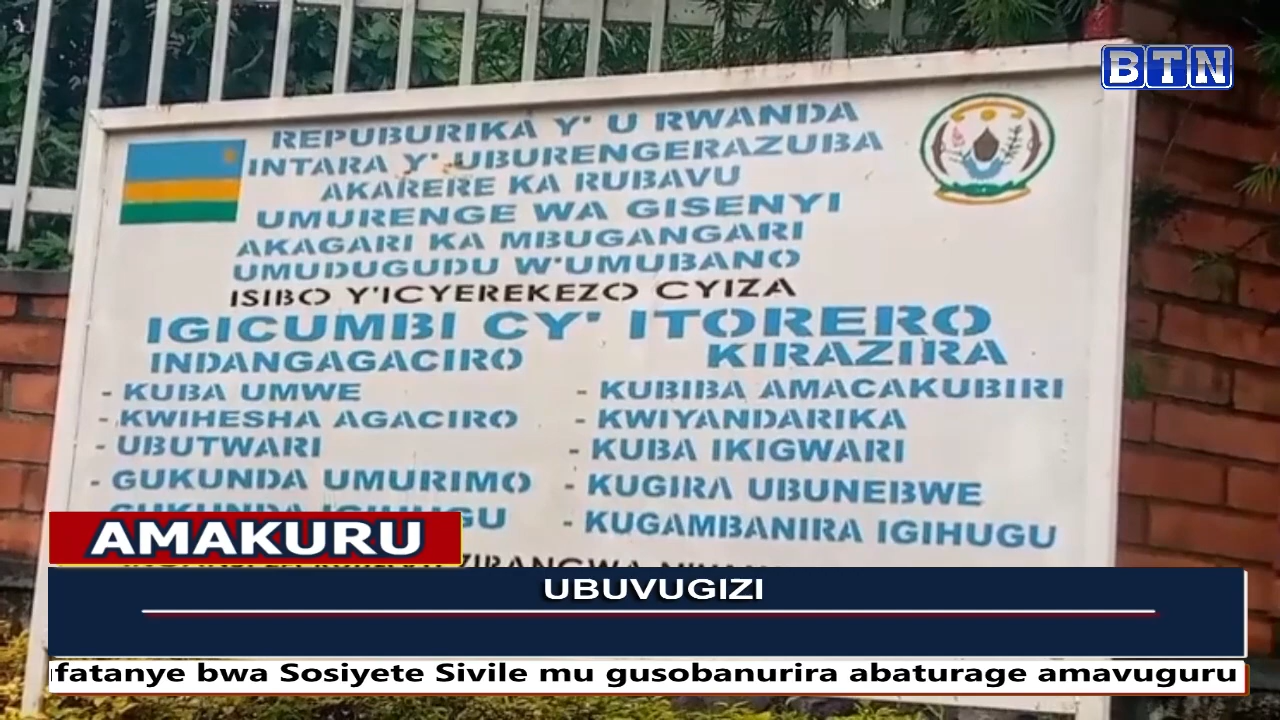 BTN
REPUBURIKA Y' U RWANDA
INTARA Y' UBURENGERAZUBA
AKARERE KA RUBAVU
UMURENGE WA GISENYI
AKAGARI KA MBUGANGARI
UMUDUGUDU W'UMUBANO
ISIBO Y'ICYEREKEZO CYIZA
IGICUMBI CY' ITORERO
INDANGAGACIRO
- KUBA UMWE
- KWIHESHA AGACIRO
- UBUTWARI
- GUKUNDA UMURIMO
GUKUNDA IGIHUGU
KIRAZIRA
- KUBIBA AMACAKUBIRI
- KWIYANDARIKA
- KUBA IKIGWARI
- KUGIRA UBUNEBWE
- KUGAMBANIRA IGIHUGU
AMAKURU
UBUVUGIZI
fatanye bwa Sosiyete Sivile mu gusobanurira abaturage amavuguru